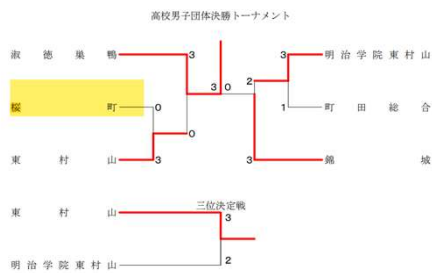 高校男子団体決勝トーナメント
淑徳巣鴨 3 3 明治学院東村山
3 0 2
桜町 0 1 町田総合
0
東村山 3 3 錦城
三位決定戦
東村山 3
明治学院東村山 2